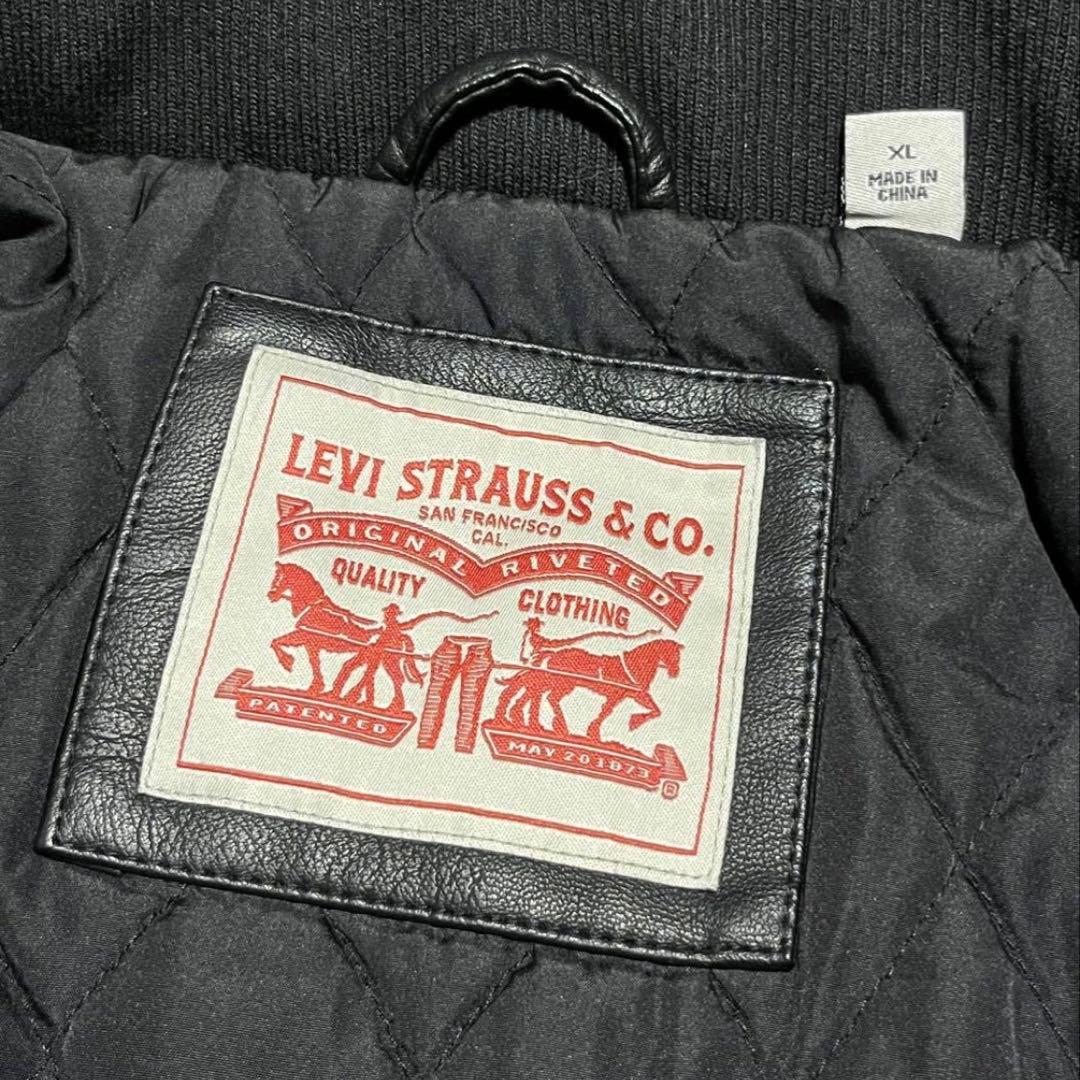 XL
MADE IN
CHINA
LEVI STRAUSS & CO.
SAN FRANCISCO
CAL.
ORIGINAL RIVETED
QUALITY CLOTHING
PATENTED
MAY 20 1873
®